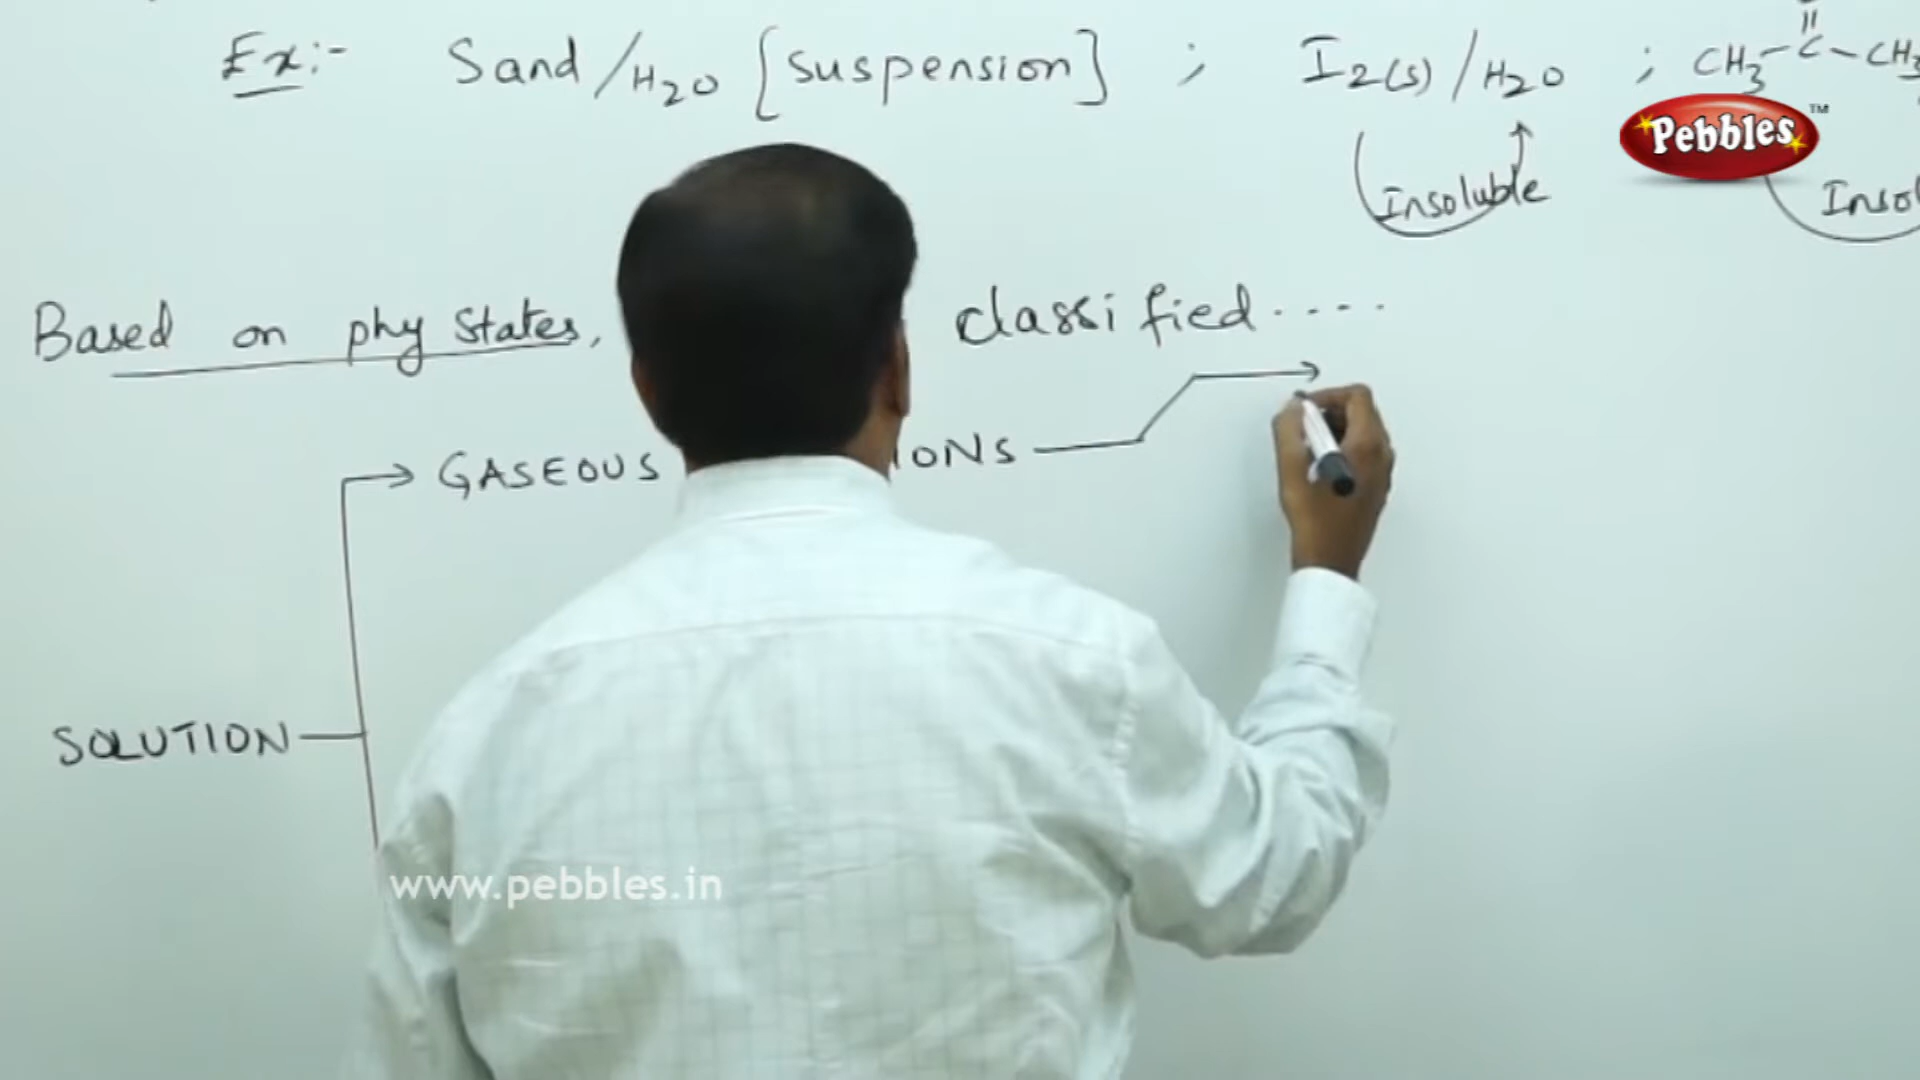 Ex:- Sand/H2O [suspension] ; I2(s)/H2O ; CH3-C-CH3
Pebbles™
Insoluble
Based on phy states, classified....
GASEOUS IONS
SOLUTION
www.pebbles.in